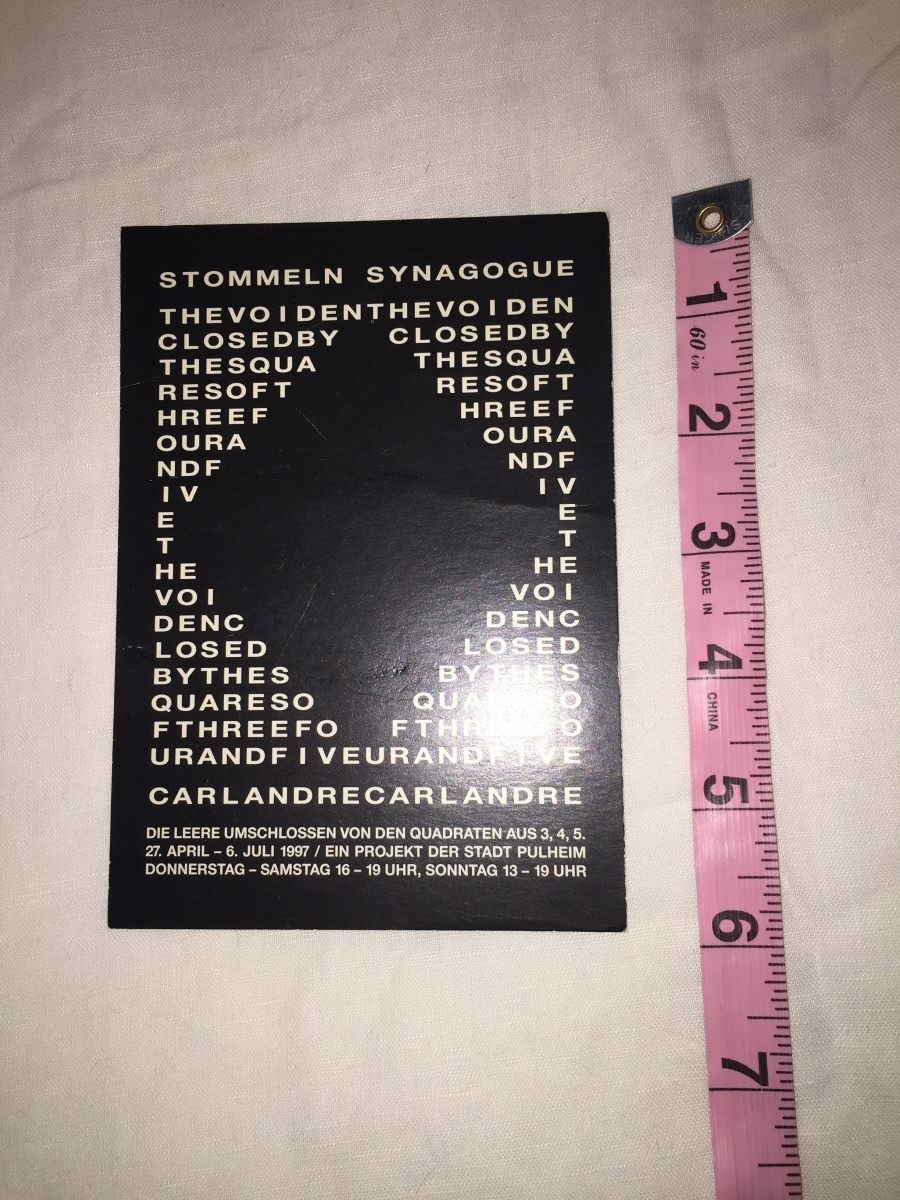 STOMMELN SYNAGOGUE
THEVOIDENTHEVOIDEN
CLOSEDBY CLOSEDBY
THESQUA THESQUA
RESOFT RESOFT
HREEF HREEF
OURA OURA
NDF NDF
IV IV
E E
T T
HE HE
VOI VOI
DENC DENC
LOSED LOSED
BYTHES BYTHES
QUARESO QUARESO
FTHREEFO FTHREEFO
URANDFIVEURANDFIVE
CARLANDRECARLANDRE
DIE LEERE UMSCHLOSSEN VON DEN QUADRATEN AUS 3, 4, 5.
27. APRIL – 6. JULI 1997 / EIN PROJEKT DER STADT PULHEIM
DONNERSTAG – SAMSTAG 16 – 19 UHR, SONNTAG 13 – 19 UHR
SINGER
1
60 in
2
3
MADE IN
4
CHINA
5
6
7